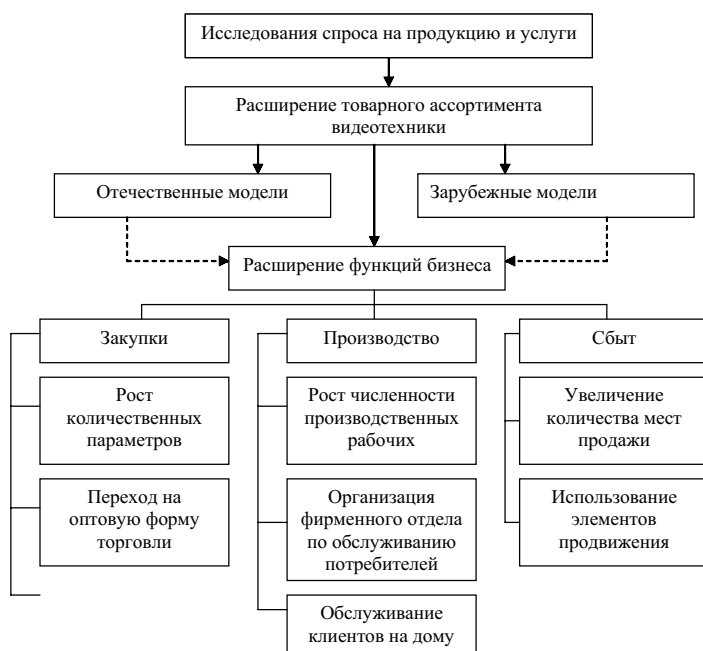 Исследования спроса на продукцию и услуги
Расширение товарного ассортимента
видеотехники
Отечественные модели
Зарубежные модели
Расширение функций бизнеса
Закупки
Производство
Сбыт
Рост
количественных
параметров
Рост численности
производственных
рабочих
Увеличение
количества мест
продажи
Переход на
оптовую форму
торговли
Организация
фирменного отдела
по обслуживанию
потребителей
Использование
элементов
продвижения
Обслуживание
клиентов на дому